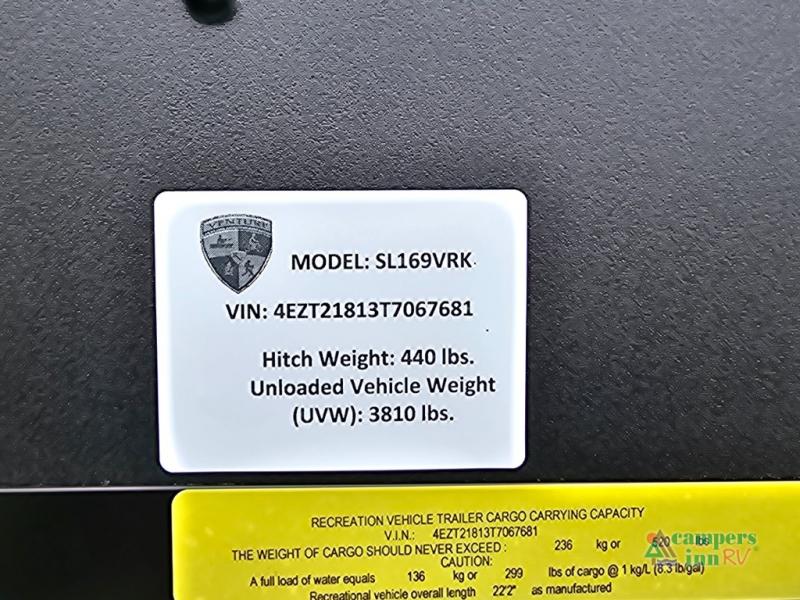 VENTURE
MODEL: SL169VRK
VIN: 4EZT21813T7067681
Hitch Weight: 440 lbs.
Unloaded Vehicle Weight
(UVW): 3810 lbs.
RECREATION VEHICLE TRAILER CARGO CARRYING CAPACITY
V.I.N.: 4EZT21813T7067681
THE WEIGHT OF CARGO SHOULD NEVER EXCEED : 236 kg or 520 lbs
CAUTION:
A full load of water equals 136 kg or 299 lbs of cargo @ 1 kg/L (8.3 lb/gal)
Recreational vehicle overall length 22'2" as manufactured
campers
inn RV